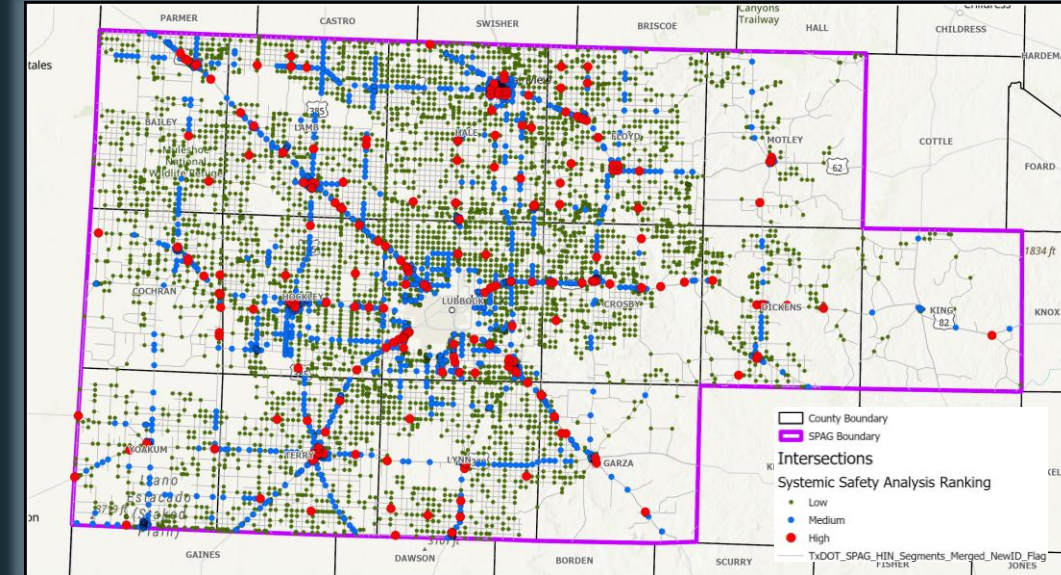 Canyons
Trailway
Childress
PARMER
CASTRO
SWISHER
BRISCOE
HALL
CHILDRESS
tales
385
BAILEY
LAMB
HALE
FLOYD
MOTLEY
COTTLE
FOARD
Muleshoe
National
Wildlife Refuge
62
1834 ft
COCHRAN
HOCKLEY
LUBBOCK
CROSBY
DICKENS
KING
82
KNOX
County Boundary
SPAG Boundary
Intersections
Systemic Safety Analysis Ranking
Low
Medium
High
TxDOT_SPAG_HIN_Segments_Merged_NewID_Flag
YOAKUM
TERRY
LYNN
GARZA
Estacado
Plain)
on
GAINES
DAWSON
BORDEN
SCURRY
FISHER
JONES